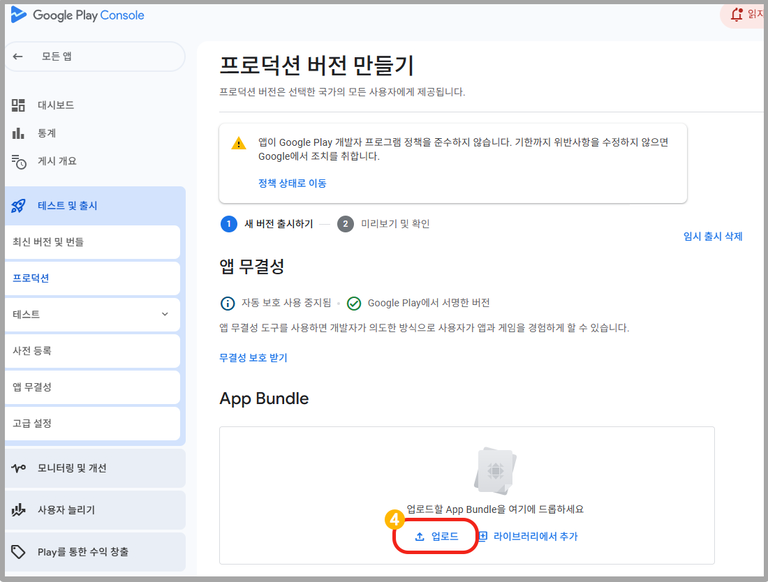 Google Play Console
읽지
모든 앱
대시보드
통계
게시 개요
테스트 및 출시
최신 버전 및 번들
프로덕션
테스트
사전 등록
앱 무결성
고급 설정
모니터링 및 개선
사용자 늘리기
Play를 통한 수익 창출
프로덕션 버전 만들기
프로덕션 버전은 선택한 국가의 모든 사용자에게 제공됩니다.
앱이 Google Play 개발자 프로그램 정책을 준수하지 않습니다. 기한까지 위반사항을 수정하지 않으면
Google에서 조치를 취합니다.
정책 상태로 이동
1 새 버전 출시하기 2 미리보기 및 확인
임시 출시 삭제
앱 무결성
자동 보호 사용 중지됨 · Google Play에서 서명한 버전
앱 무결성 도구를 사용하면 개발자가 의도한 방식으로 사용자가 앱과 게임을 경험하게 할 수 있습니다.
무결성 보호 받기
App Bundle
업로드할 App Bundle을 여기에 드롭하세요
4
업로드 라이브러리에서 추가